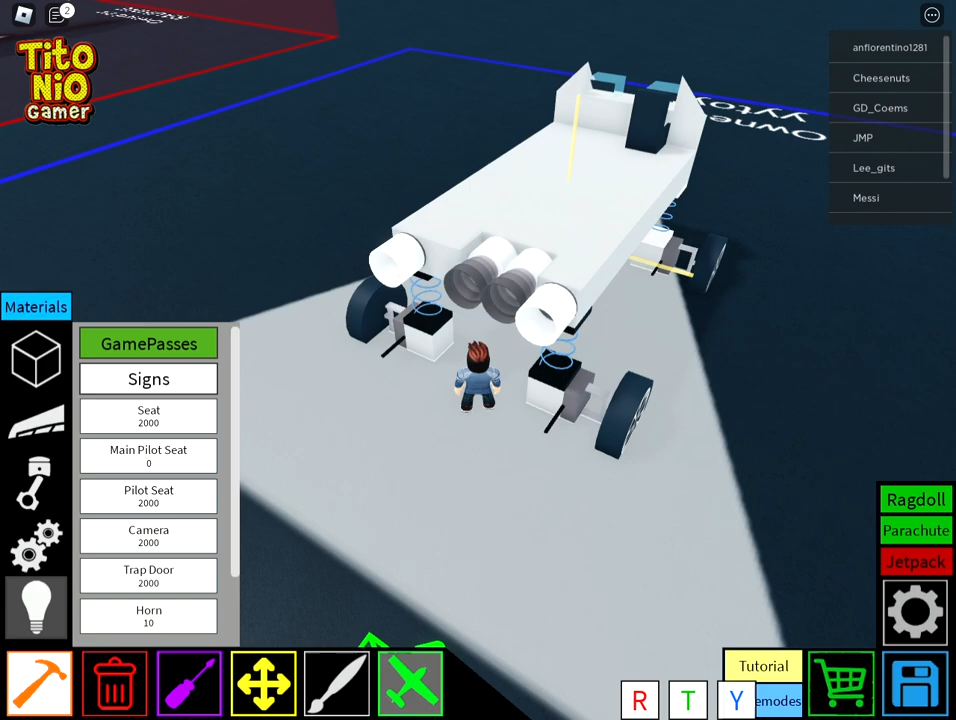 2
TiTO
NiO
Gamer
anflorentino1281
Cheesenuts
GD_Coems
JMP
Lee_gits
Messi
Materials
GamePasses
Signs
Seat
2000
Main Pilot Seat
0
Pilot Seat
2000
Camera
2000
Trap Door
2000
Horn
10
Ragdoll
Parachute
Jetpack
Tutorial
emodes
R T Y